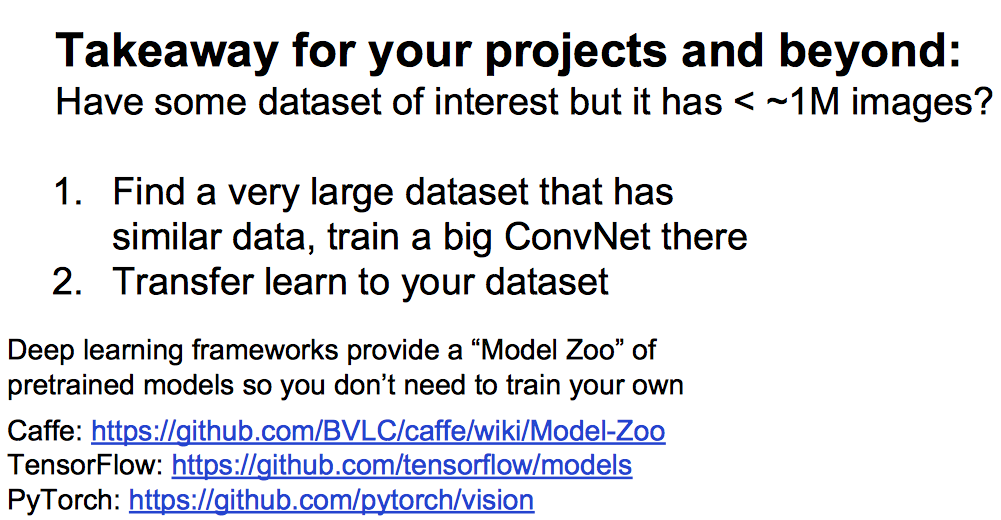 Takeaway for your projects and beyond:
Have some dataset of interest but it has < ~1M images?
1. Find a very large dataset that has
similar data, train a big ConvNet there
2. Transfer learn to your dataset
Deep learning frameworks provide a “Model Zoo” of
pretrained models so you don’t need to train your own
Caffe: https://github.com/BVLC/caffe/wiki/Model-Zoo
TensorFlow: https://github.com/tensorflow/models
PyTorch: https://github.com/pytorch/vision